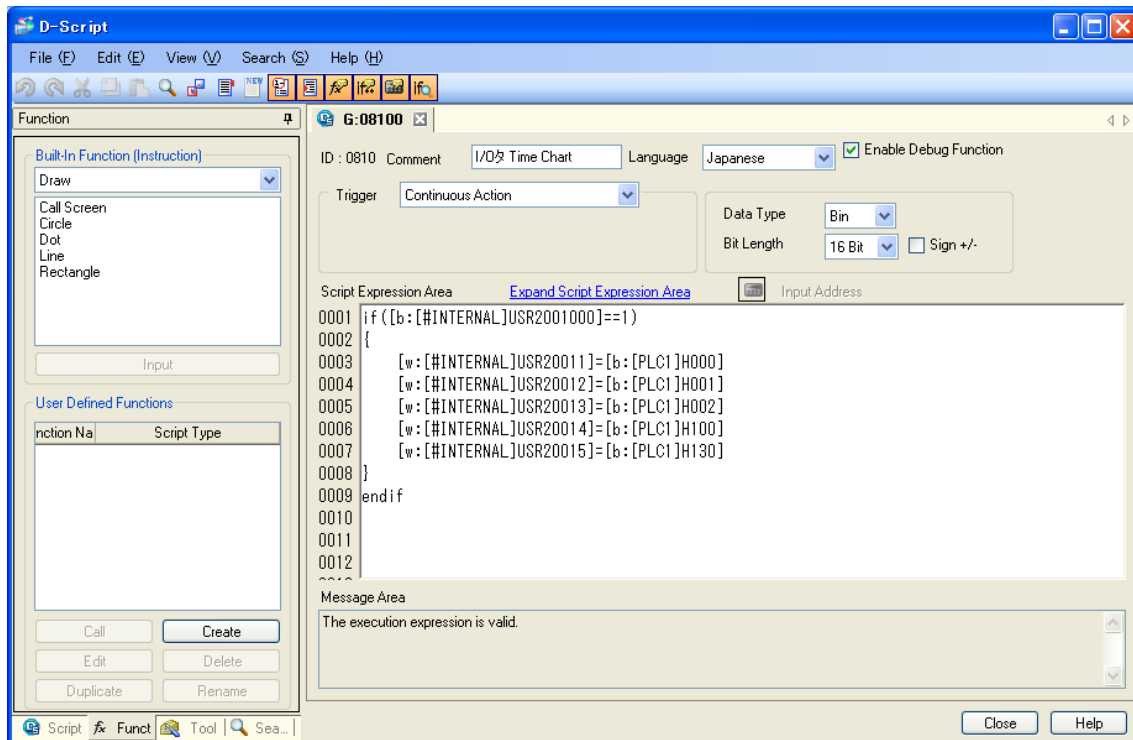 D-Script
File (F) Edit (E) View (V) Search (S) Help (H)
NEW
Function
Built-In Function (Instruction)
Draw
Call Screen
Circle
Dot
Line
Rectangle
Input
User Defined Functions
nction Na Script Type
Call Create
Edit Delete
Duplicate Rename
Script fx Funct Tool Sea...
G:08100
ID : 0810 Comment I/Oタ Time Chart Language Japanese Enable Debug Function
Trigger Continuous Action
Data Type Bin
Bit Length 16 Bit Sign +/-
Script Expression Area Expand Script Expression Area Input Address
0001 if([b:[#INTERNAL]USR2001000]==1)
0002 {
0003 [w:[#INTERNAL]USR20011]=[b:[PLC1]H000]
0004 [w:[#INTERNAL]USR20012]=[b:[PLC1]H001]
0005 [w:[#INTERNAL]USR20013]=[b:[PLC1]H002]
0006 [w:[#INTERNAL]USR20014]=[b:[PLC1]H100]
0007 [w:[#INTERNAL]USR20015]=[b:[PLC1]H130]
0008 }
0009 endif
0010
0011
0012
Message Area
The execution expression is valid.
Close Help